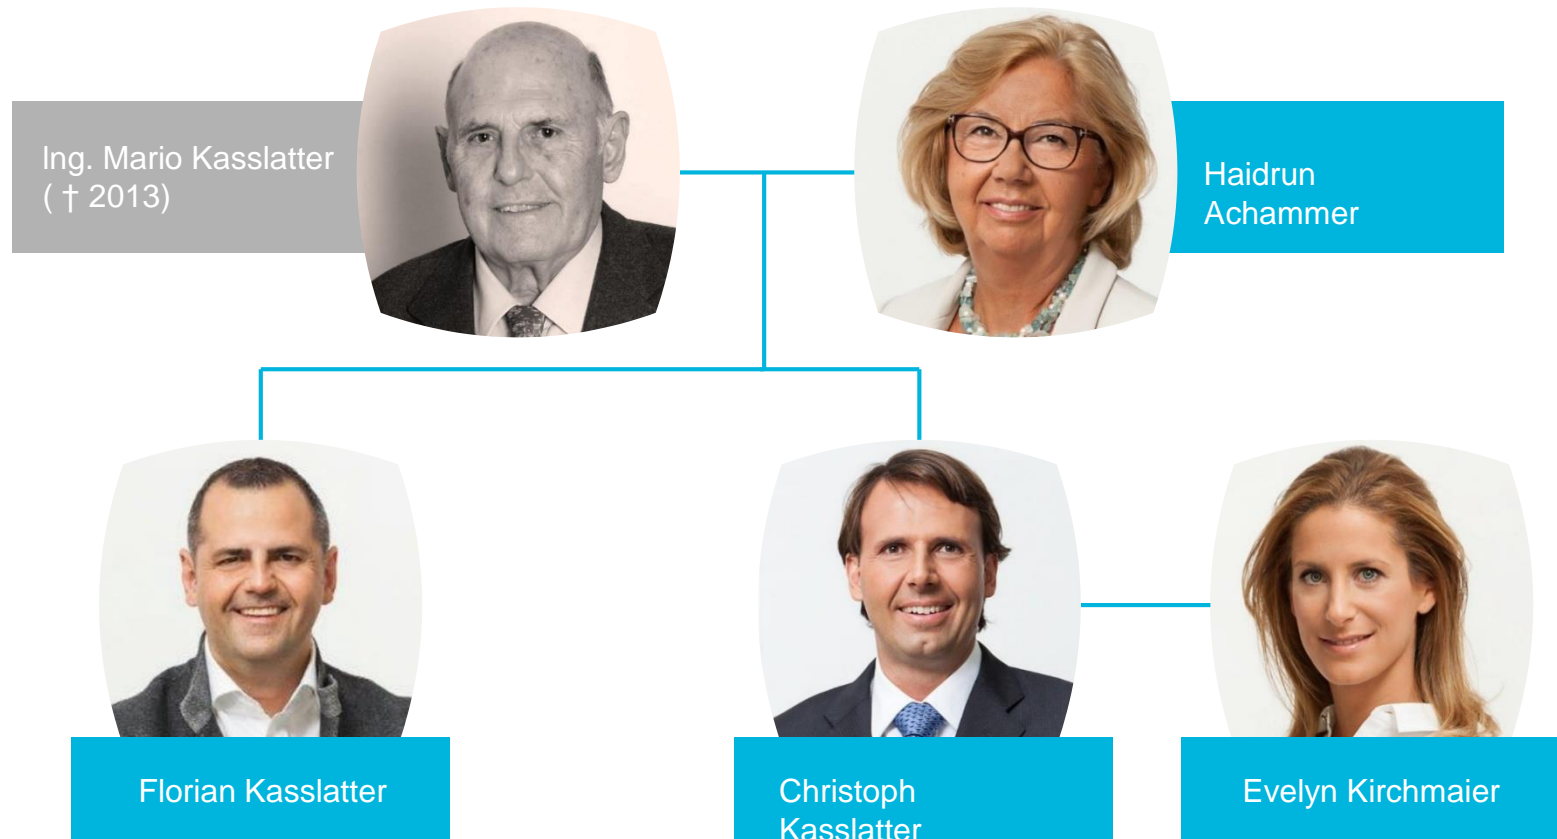 Ing. Mario Kasslatter
( † 2013)
Haidrun
Achammer
Florian Kasslatter
Christoph
Kasslatter
Evelyn Kirchmaier